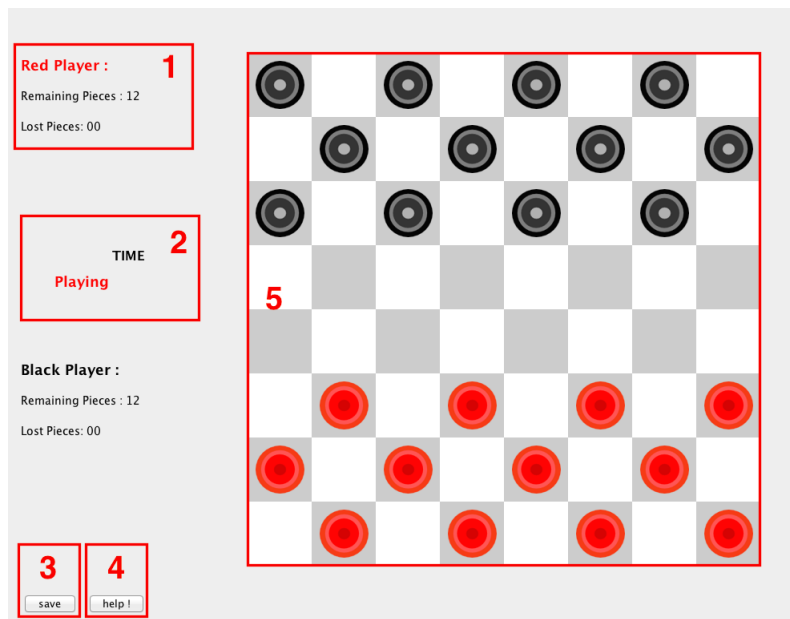 Red Player :
1
Remaining Pieces : 12
Lost Pieces: 00
2
TIME
Playing
5
Black Player :
Remaining Pieces : 12
Lost Pieces: 00
3
4
save
help !